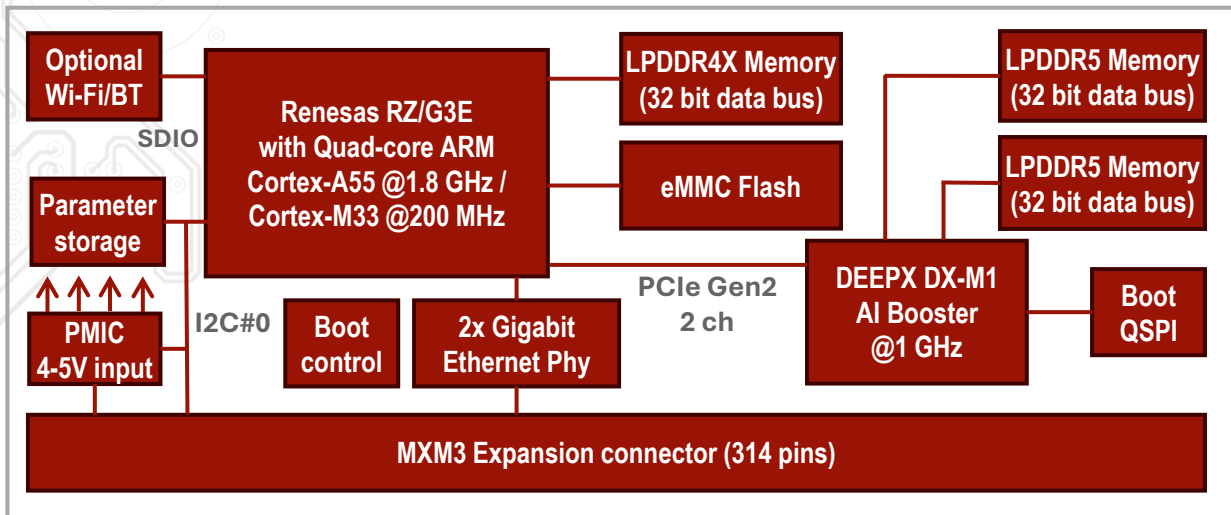 Optional
Wi-Fi/BT
SDIO
Renesas RZ/G3E
with Quad-core ARM
Cortex-A55 @1.8 GHz /
Cortex-M33 @200 MHz
LPDDR4X Memory
(32 bit data bus)
LPDDR5 Memory
(32 bit data bus)
eMMC Flash
LPDDR5 Memory
(32 bit data bus)
Parameter
storage
PMIC
4-5V input
I2C#0
Boot
control
2x Gigabit
Ethernet Phy
PCIe Gen2
2 ch
DEEPX DX-M1
AI Booster
@1 GHz
Boot
QSPI
MXM3 Expansion connector (314 pins)